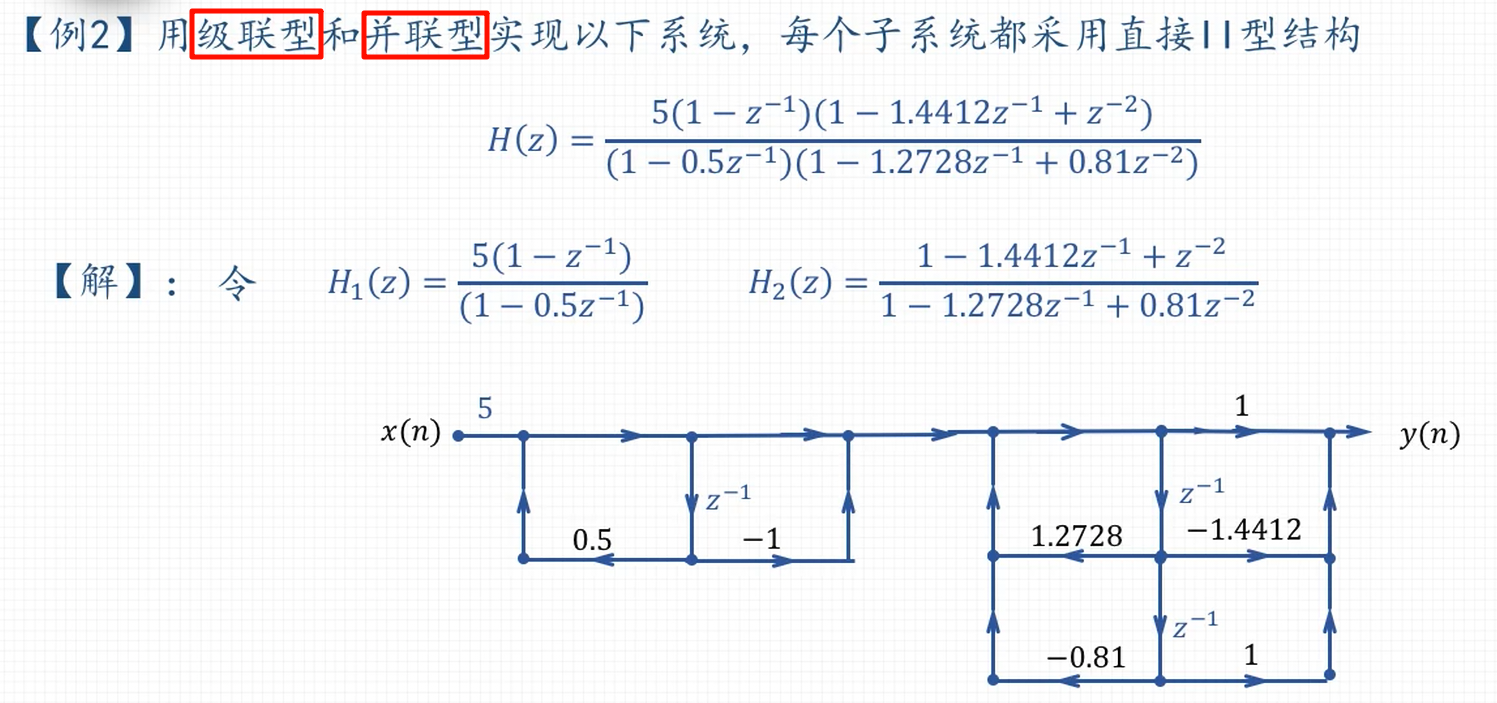 【例2】用级联型和并联型实现以下系统，每个子系统都采用直接II型结构
H(z) = \frac{5(1 − z^{−1})(1 − 1.4412z^{−1} + z^{−2})}{(1 − 0.5z^{−1})(1 − 1.2728z^{−1} + 0.81z^{−2})}
【解】： 令 H_1(z) = \frac{5(1 − z^{−1})}{(1 − 0.5z^{−1})} H_2(z) = \frac{1 − 1.4412z^{−1} + z^{−2}}{1 − 1.2728z^{−1} + 0.81z^{−2}}
5 1
x(n) y(n)
z^{−1} z^{−1}
0.5 −1 1.2728 −1.4412
z^{−1}
−0.81 1